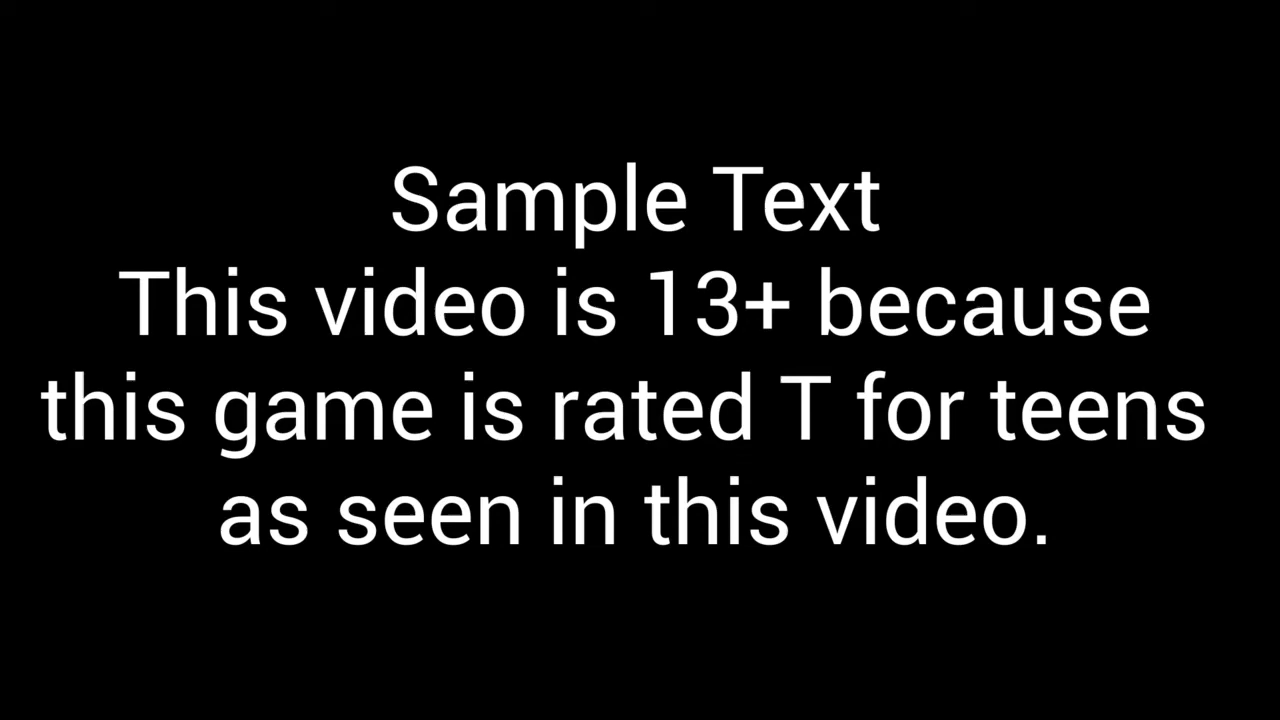 Sample Text
This video is 13+ because
this game is rated T for teens
as seen in this video.